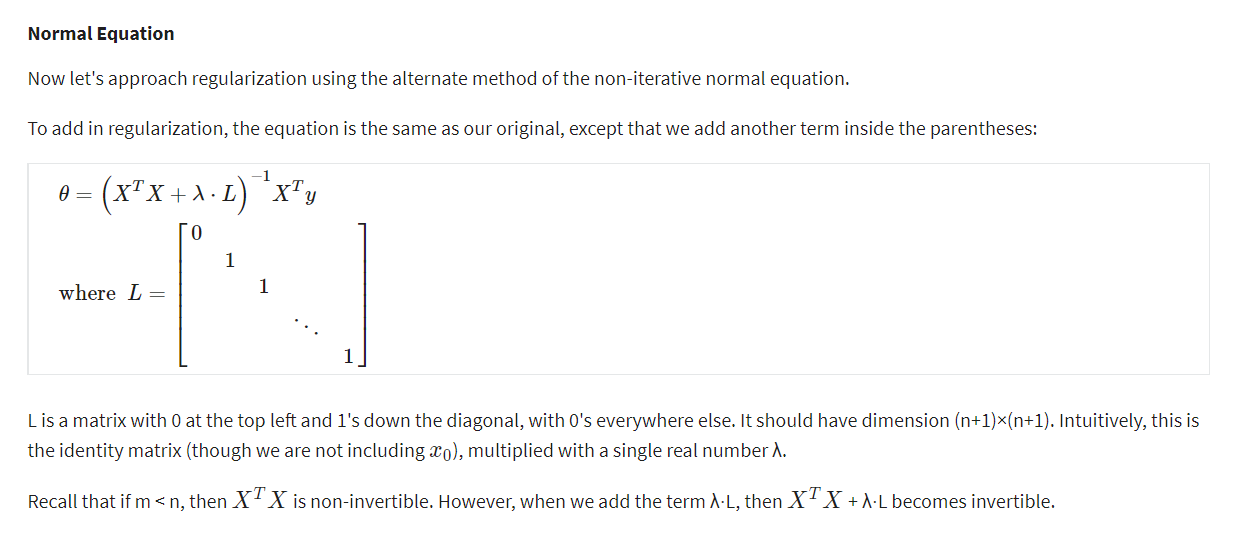 Normal Equation
Now let's approach regularization using the alternate method of the non-iterative normal equation.
To add in regularization, the equation is the same as our original, except that we add another term inside the parentheses:
θ = (XᵀX + λ · L)⁻¹ Xᵀy
0
1
1
where L =
⋱
1
L is a matrix with 0 at the top left and 1's down the diagonal, with 0's everywhere else. It should have dimension (n+1)×(n+1). Intuitively, this is
the identity matrix (though we are not including x₀), multiplied with a single real number λ.
Recall that if m < n, then XᵀX is non-invertible. However, when we add the term λ·L, then XᵀX + λ·L becomes invertible.